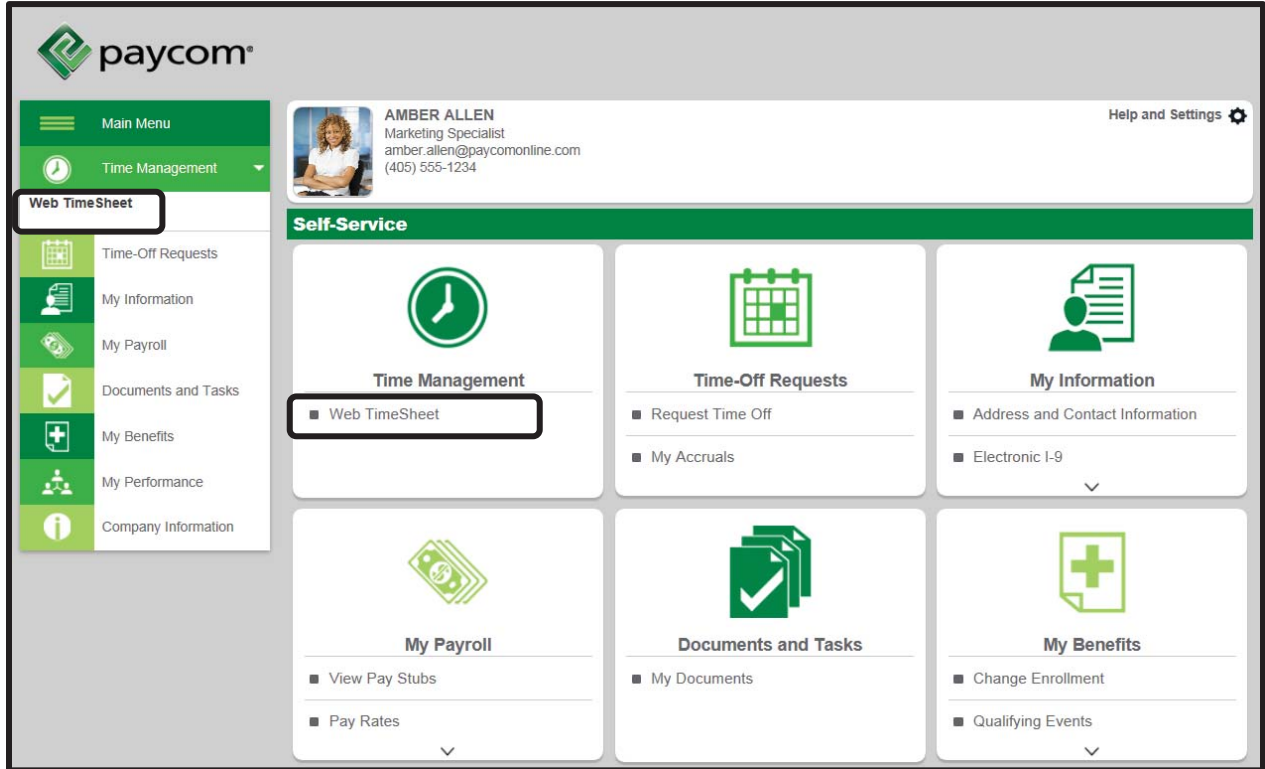 paycom®
Main Menu
Time Management
Web TimeSheet
Time-Off Requests
My Information
My Payroll
Documents and Tasks
My Benefits
My Performance
Company Information
AMBER ALLEN
Marketing Specialist
amber.allen@paycomonline.com
(405) 555-1234
Help and Settings
Self-Service
Time Management
Web TimeSheet
Time-Off Requests
Request Time Off
My Accruals
My Information
Address and Contact Information
Electronic I-9
My Payroll
View Pay Stubs
Pay Rates
Documents and Tasks
My Documents
My Benefits
Change Enrollment
Qualifying Events